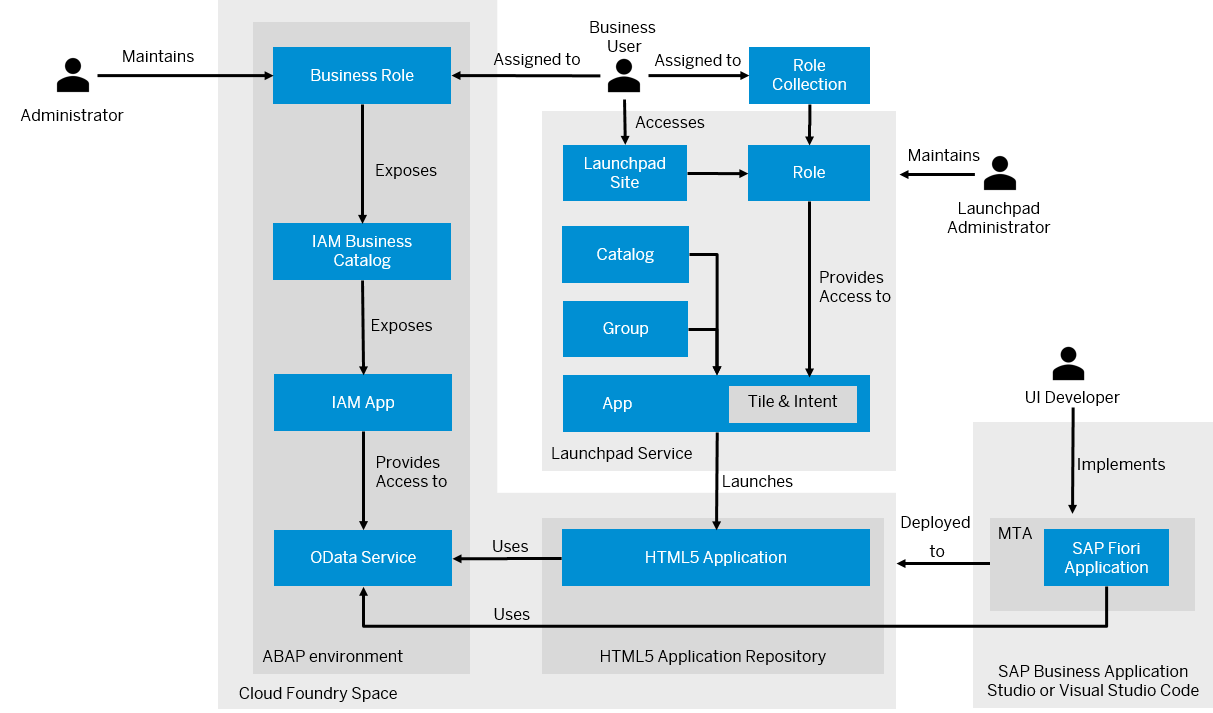 Business
User
Maintains
Assigned to
Assigned to
Business Role
Role
Collection
Administrator
Accesses
Exposes
Launchpad
Site
Role
Maintains
Launchpad
Administrator
IAM Business
Catalog
Catalog
Provides
Access to
Exposes
Group
IAM App
App
Tile & Intent
UI Developer
Launchpad Service
Provides
Access to
Launches
Implements
Deployed
to
MTA
OData Service
Uses
HTML5 Application
SAP Fiori
Application
Uses
ABAP environment
HTML5 Application Repository
Cloud Foundry Space
SAP Business Application
Studio or Visual Studio Code